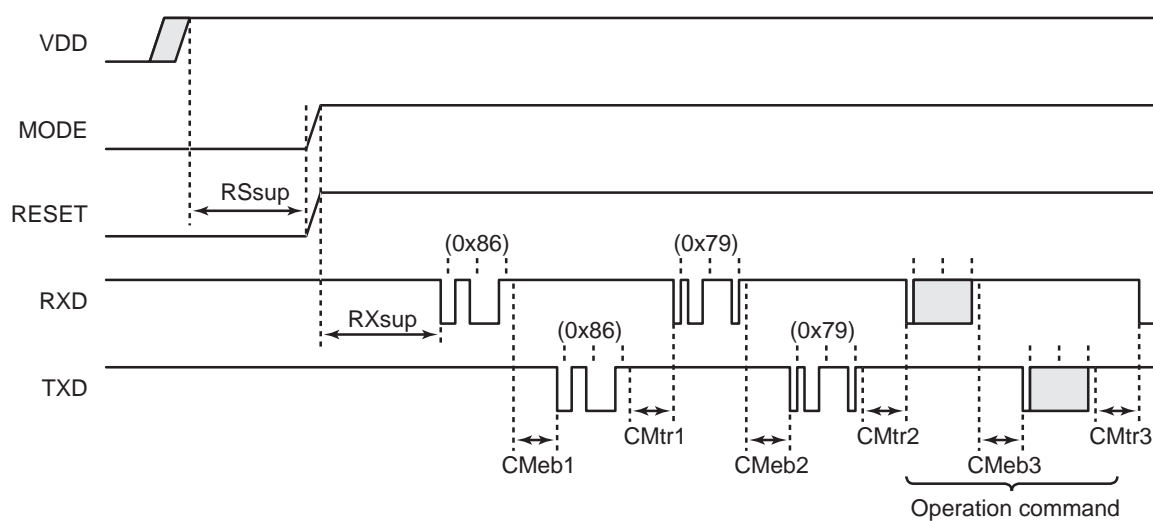 VDD
MODE
RSsup
RESET
(0x86)
(0x79)
RXD
RXsup
(0x86)
(0x79)
TXD
CMeb1
CMtr1
CMeb2
CMtr2
CMeb3
CMtr3
Operation command